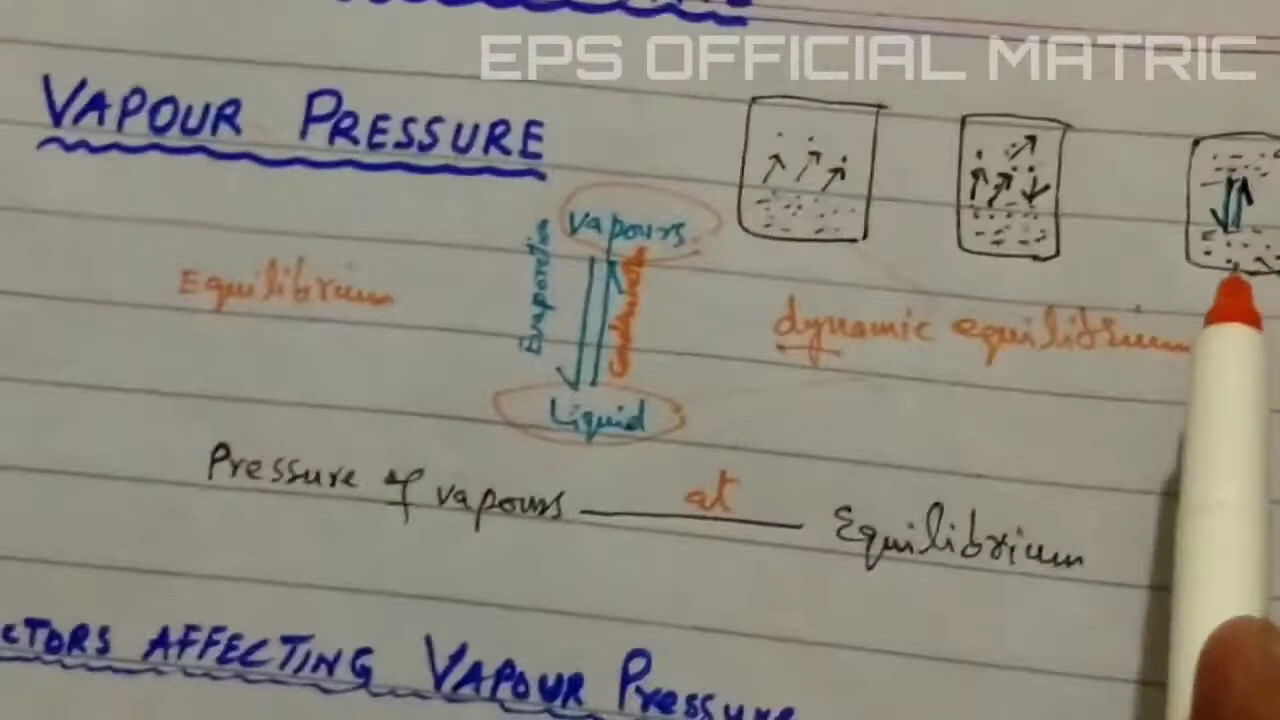 EPS OFFICIAL MATRIC
VAPOUR PRESSURE
Vapours
Evaporation
Equilibrium
dynamic equilibrium
Liquid
Pressure of vapours at Equilibrium
CTORS AFFECTING VAPOUR Pressure